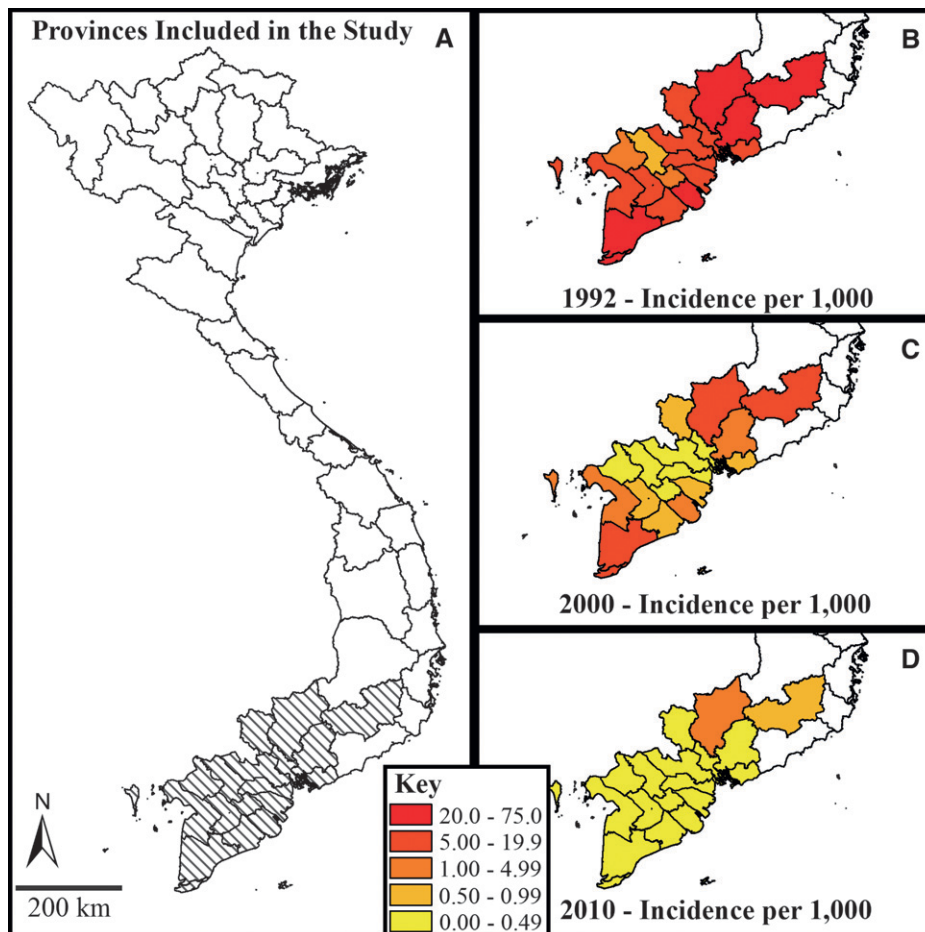 Provinces Included in the Study
A
N
200 km
B
1992 - Incidence per 1,000
C
2000 - Incidence per 1,000
D
2010 - Incidence per 1,000
Key
20.0 - 75.0
5.00 - 19.9
1.00 - 4.99
0.50 - 0.99
0.00 - 0.49